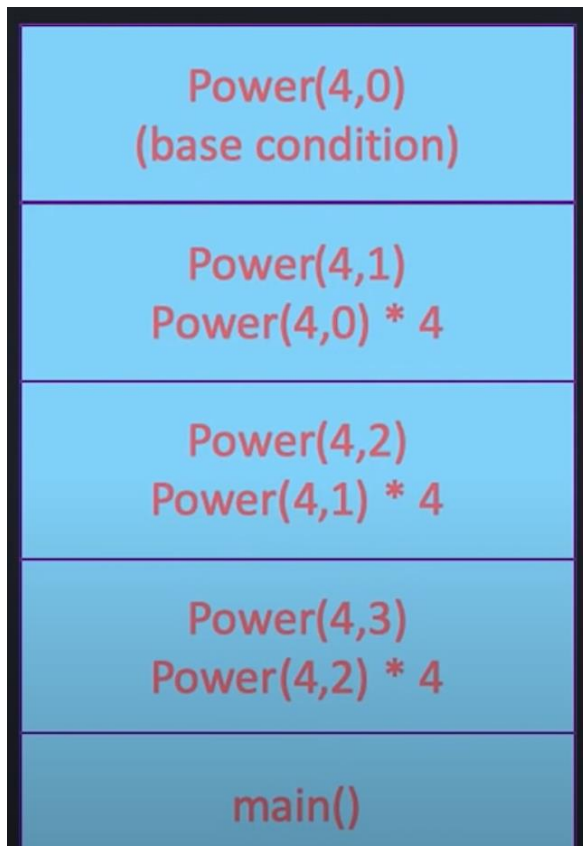 Power(4,0)
(base condition)
Power(4,1)
Power(4,0) * 4
Power(4,2)
Power(4,1) * 4
Power(4,3)
Power(4,2) * 4
main()